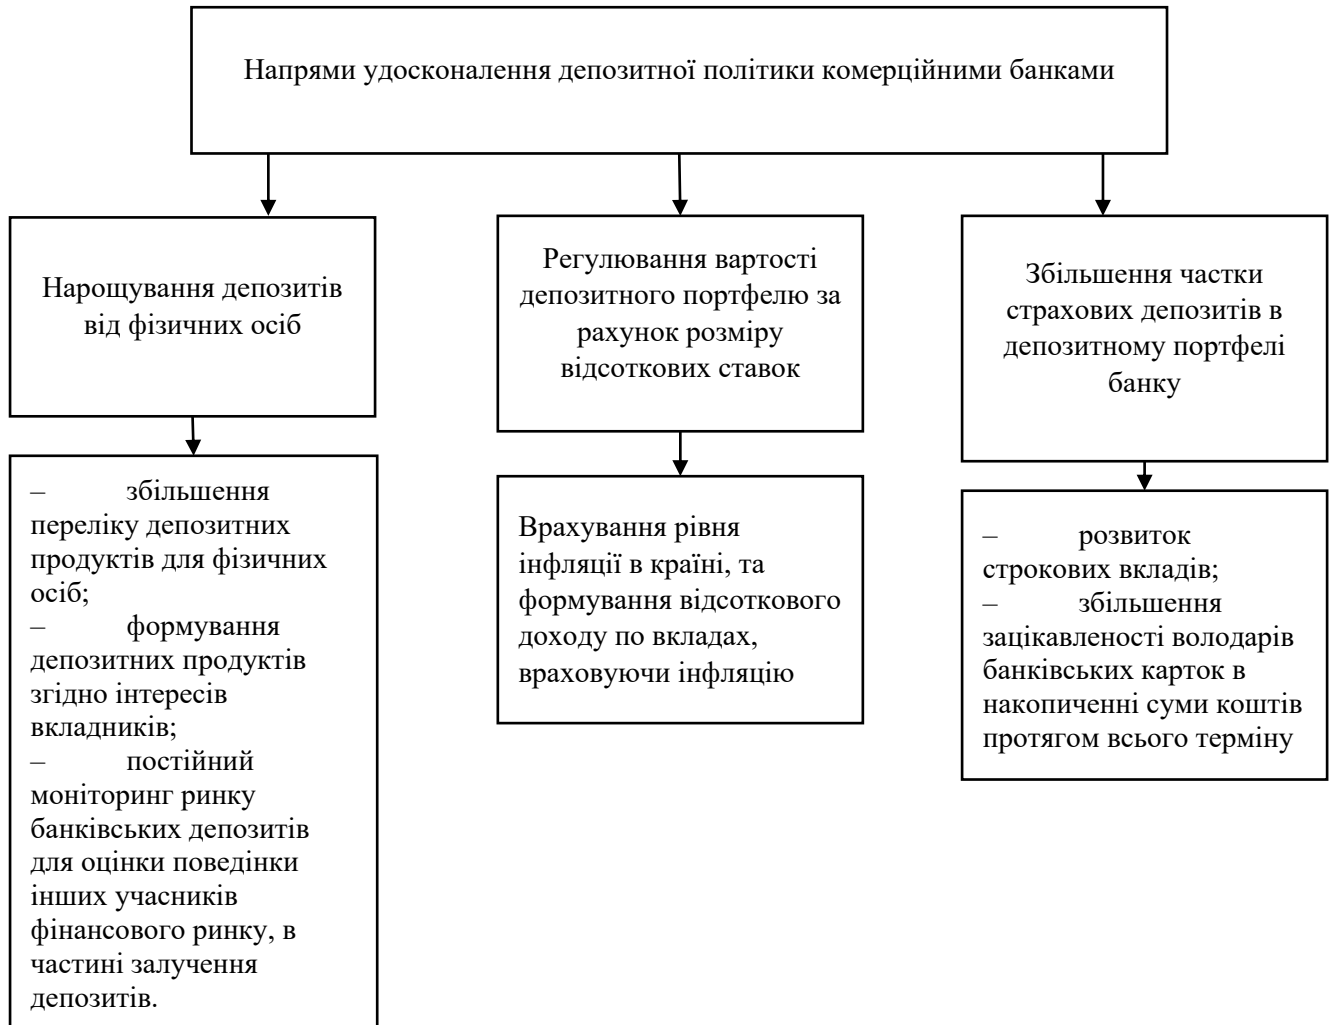 Напрями удосконалення депозитної політики комерційними банками
Нарощування депозитів
від фізичних осіб
Регулювання вартості
депозитного портфелю за
рахунок розміру
відсоткових ставок
Збільшення частки
страхових депозитів в
депозитному портфелі
банку
– збільшення
переліку депозитних
продуктів для фізичних
осіб;
– формування
депозитних продуктів
згідно інтересів
вкладників;
– постійний
моніторинг ринку
банківських депозитів
для оцінки поведінки
інших учасників
фінансового ринку, в
частині залучення
депозитів.
Врахування рівня
інфляції в країні, та
формування відсоткового
доходу по вкладах,
враховуючи інфляцію
– розвиток
строкових вкладів;
– збільшення
зацікавленості володарів
банківських карток в
накопиченні суми коштів
протягом всього терміну